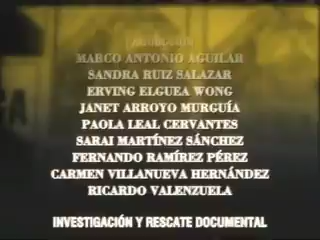 MARCO ANTONIO AGUILAR
SANDRA RUIZ SALAZAR
ERVING ELGUEA WONG
JANET ARROYO MURGUÍA
PAOLA LEAL CERVANTES
SARAI MARTÍNEZ SÁNCHEZ
FERNANDO RAMÍREZ PÉREZ
CARMEN VILLANUEVA HERNÁNDEZ
RICARDO VALENZUELA
INVESTIGACIÓN Y RESCATE DOCUMENTAL